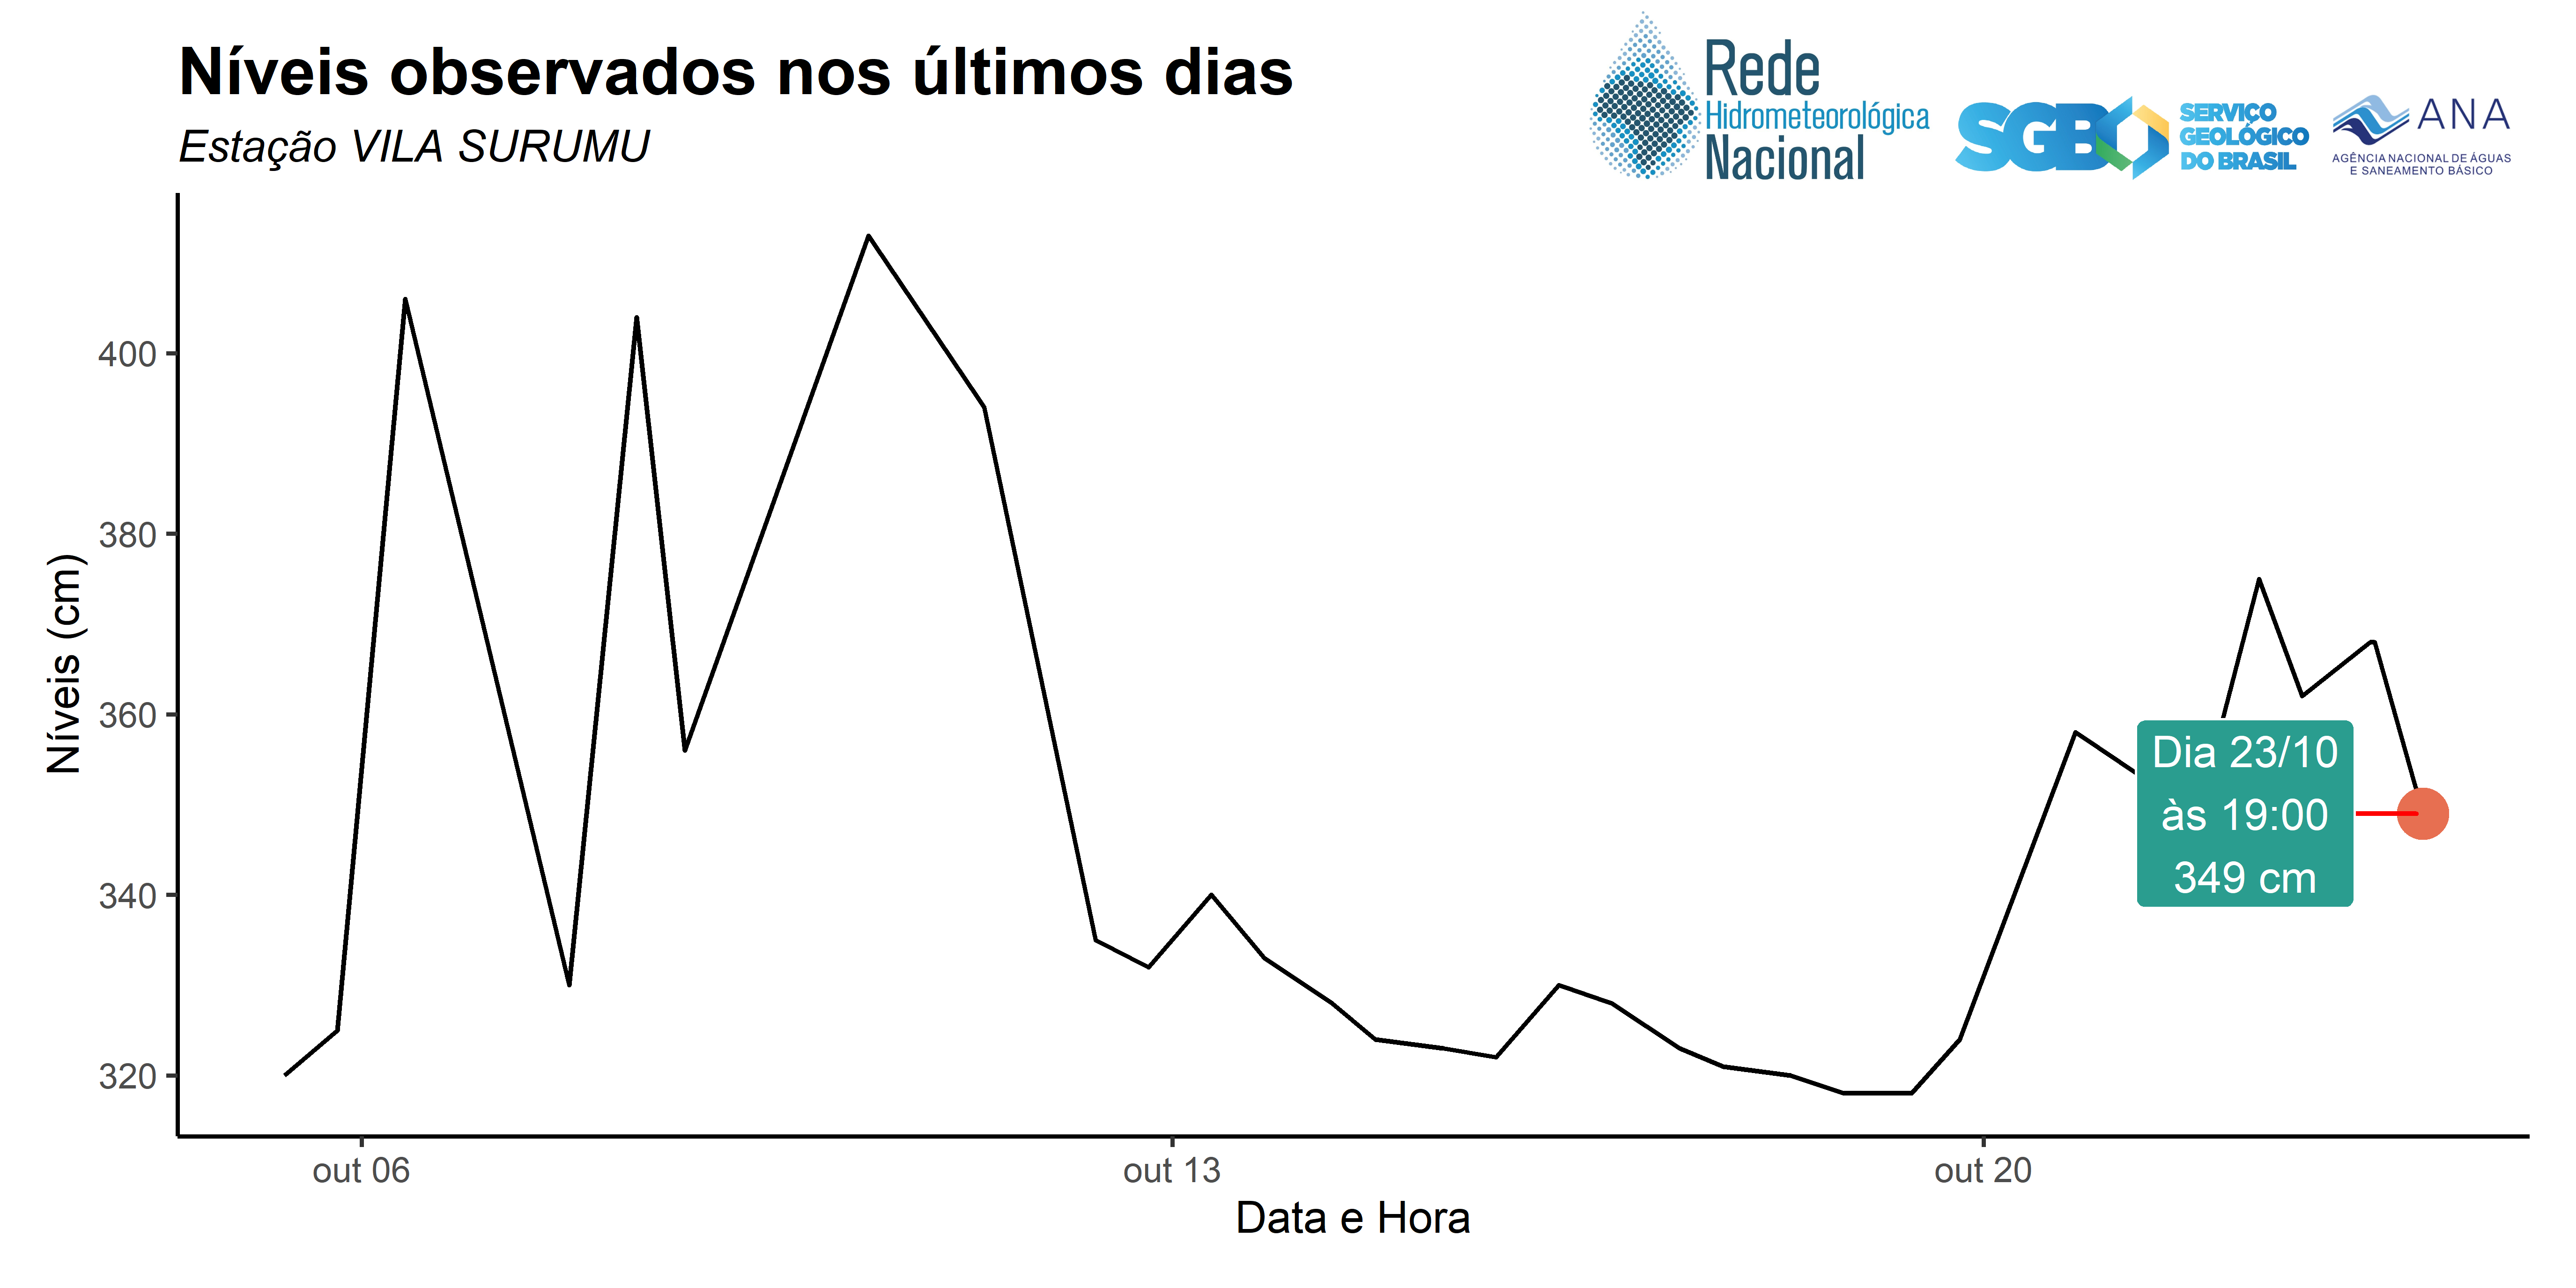 Níveis observados nos últimos dias
Estação VILA SURUMU
Rede
Hidrometeorológica
Nacional
SGB
SERVIÇO
GEOLÓGICO
DO BRASIL
ANA
AGÊNCIA NACIONAL DE ÁGUAS
E SANEAMENTO BÁSICO
Níveis (cm)
400
380
360
340
320
Dia 23/10
às 19:00
349 cm
out 06
out 13
out 20
Data e Hora